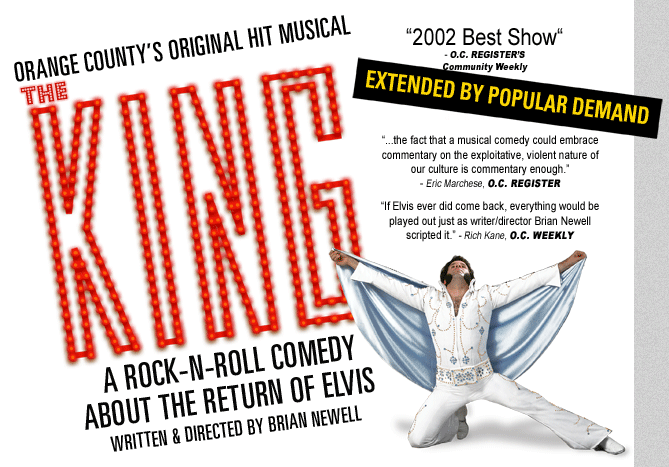 ORANGE COUNTY'S ORIGINAL HIT MUSICAL
THE
KING
A ROCK-N-ROLL COMEDY
ABOUT THE RETURN OF ELVIS
WRITTEN & DIRECTED BY BRIAN NEWELL
“2002 Best Show“
- O.C. REGISTER'S
Community Weekly
EXTENDED BY POPULAR DEMAND
“...the fact that a musical comedy could embrace
commentary on the exploitative, violent nature of
our culture is commentary enough.”
- Eric Marchese, O.C. REGISTER
“If Elvis ever did come back, everything would be
played out just as writer/director Brian Newell
scripted it.” - Rich Kane, O.C. WEEKLY